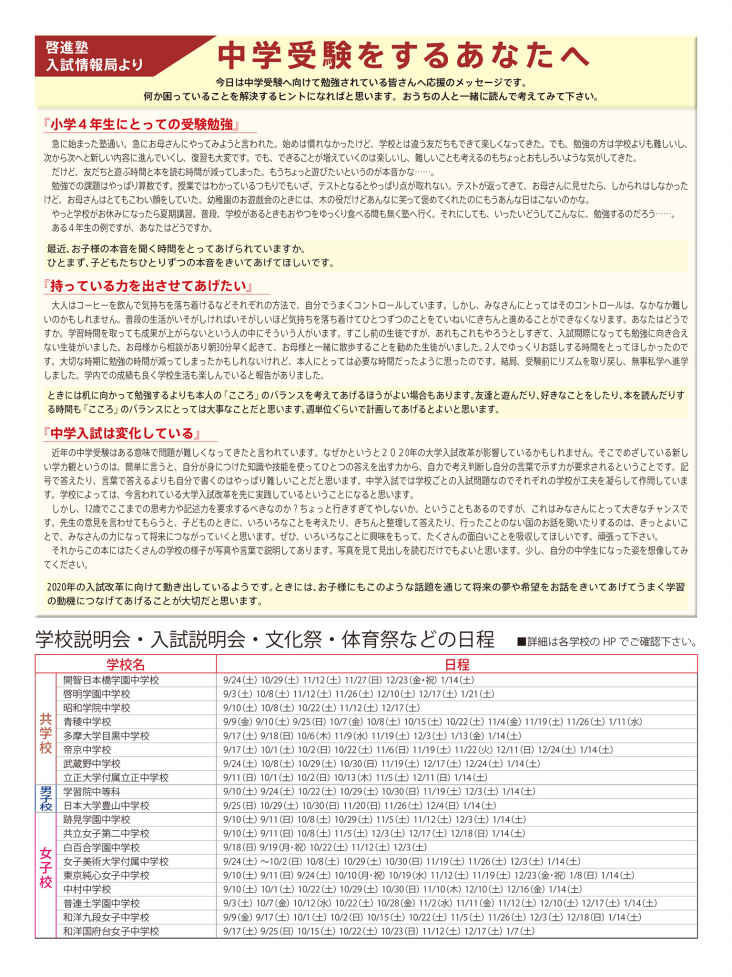 啓進塾
入試情報局より
中学受験をするあなたへ
今日は中学受験へ向けて勉強されている皆さんへ応援のメッセージです。
何か困っていることを解決するヒントになればと思います。おうちの人と一緒に読んで考えてみて下さい。
『小学４年生にとっての受験勉強』
急に始まった塾通い。急にお母さんにやってみようと言われた。始めは慣れなかったけど、学校とは違う友だちもできて楽しくなってきた。でも、勉強の方は学校よりも難しいし、
次から次へと新しい内容に進んでいくし、復習も大変です。でも、できることが増えていくのは楽しいし、難しいことも考えるのもちょっとおもしろいような気がしてきた。
だけど、友だちと遊ぶ時間と本を読む時間が減ってしまった。もうちょっと遊びたいというのが本音かな……。
勉強での課題はやっぱり算数です。授業ではわかっているつもりでもいざ、テストとなるとやっぱり点が取れない。テストが返ってきて、お母さんに見せたら、しかられはしなかった
けど、お母さんはとてもこわい顔をしていた。幼稚園のお遊戯会のときには、木の役だけどあんなに笑って褒めてくれたのにもうあんな日はこないのかな。
やっと学校がお休みになったら夏期講習。普段、学校があるときもおやつをゆっくり食べる間も無く塾へ行く。それにしても、いったいどうしてこんなに、勉強するのだろう……。
ある４年生の例ですが、あなたはどうですか。
最近、お子様の本音を聞く時間をとってあげられていますか。
ひとまず、子どもたちひとりずつの本音をきいてあげてほしいです。
『持っている力を出させてあげたい』
大人はコーヒーを飲んで気持ちを落ち着けるなどそれぞれの方法で、自分でうまくコントロールしています。しかし、みなさんにとってはそのコントロールは、なかなか難し
いのかもしれません。普段の生活がいそがしければいそがしいほど気持ちを落ち着けてひとつずつのことをていねいにきちんと進めることができなくなります。あなたはどうで
すか。学習時間を取っても成果が上がらないという人の中にそういう人がいます。すこし前の生徒ですが、あれもこれもやろうとしすぎて、入試間際になっても勉強に向き合え
ない生徒がいました。お母様から相談があり朝30分早く起きて、お母様と一緒に散歩することを勧めた生徒がいました。２人でゆっくりお話しする時間をとってほしかったので
す。大切な時期に勉強の時間が減ってしまったかもしれないけれど、本人にとっては必要な時間だったように思ったのです。結局、受験前にリズムを取り戻し、無事私学へ進学
しました。学内での成績も良く学校生活も楽しんでいると報告がありました。
ときには机に向かって勉強するよりも本人の「こころ」のバランスを考えてあげるほうがよい場合もあります。友達と遊んだり、好きなことをしたり、本を読んだりす
る時間も「こころ」のバランスにとっては大事なことだと思います、週単位ぐらいで計画してあげるとよいと思います。
『中学入試は変化している』
近年の中学受験はある意味で問題が難しくなってきたと言われています。なぜかというと２０２０年の大学入試改革が影響しているかもしれません。そこでめざしている新し
い学力観というのは、簡単に言うと、自分が身につけた知識や技能を使ってひとつの答えを出す力から、自力で考え判断し自分の言葉で示す力が要求されるということです。記
号で答えたり、言葉で答えるよりも自分で書くのはやっぱり難しいことだと思います。中学入試では学校ごとの入試問題なのでそれぞれの学校が工夫を凝らして作問していま
す。学校によっては、今言われている大学入試改革を先に実践しているということになると思います。
しかし、12歳でここまでの思考力や記述力を要求するべきなのか？ちょっと行きすぎてやしないか。ということもあるのですが、これはみなさんにとって大きなチャンスで
す。先生の意見を言わせてもらうと、子どものときに、いろいろなことを考えたり、きちんと整理して答えたり、行ったことのない国のお話を聞いたりするのは、きっとよいこ
とで、みなさんの力になって将来につながっていくと思います。ぜひ、いろいろなことに興味をもって、たくさんの面白いことを吸収してほしいです。頑張って下さい。
それからこの本にはたくさんの学校の様子が写真や言葉で説明してあります。写真を見て見出しを読むだけでもよいと思います。少し、自分の中学生になった姿を想像してみ
てください。
2020年の入試改革に向けて動き出しているようです。ときには、お子様にもこのような話題を通じて将来の夢や希望をお話をきいてあげてうまく学習
の動機につなげてあげることが大切だと思います。
学校説明会・入試説明会・文化祭・体育祭などの日程 ■詳細は各学校の HP でご確認下さい。
学校名 日程
共学校
開智日本橋学園中学校 9/24（土） 10/29（土） 11/12（土） 11/27（日） 12/23（金・祝） 1/14（土）
啓明学園中学校 9/3（土） 10/8（土） 11/12（土） 11/26（土） 12/10（土） 12/17（土） 1/21（土）
昭和学院中学校 9/10（土） 10/8（土） 10/22（土） 11/12（土） 12/17（土）
青稜中学校 9/9（金） 9/10（土） 9/25（日） 10/7（金） 10/8（土） 10/15（土） 10/22（土） 11/4（金） 11/19（土） 11/26（土） 1/11（水）
多摩大学目黒中学校 9/17（土） 9/18（日） 10/6（木） 11/9（水） 11/19（土） 12/3（土） 1/13（金） 1/14（土）
帝京中学校 9/17（土） 10/1（土） 10/2（日） 10/22（土） 11/6（日） 11/19（土） 11/22（火） 12/11（日） 12/24（土） 1/14（土）
武蔵野中学校 9/24（土） 10/8（土） 10/29（土） 10/30（日） 11/19（土） 12/17（土） 12/24（土） 1/14（土）
立正大学付属立正中学校 9/11（日） 10/1（土） 10/2（日） 10/13（木） 11/5（土） 12/11（日） 1/14（土）
男子校
学習院中等科 9/10（土） 9/24（土） 10/22（土） 10/29（土） 10/30（日） 11/19（土） 12/3（土） 1/14（土）
日本大学豊山中学校 9/25（日） 10/29（土） 10/30（日） 11/20（日） 11/26（土） 12/4（日） 1/14（土）
女子校
跡見学園中学校 9/10（土） 9/11（日） 10/8（土） 10/29（土） 11/5（土） 11/12（土） 12/3（土） 1/14（土）
共立女子第二中学校 9/10（土） 9/11（日） 10/8（土） 11/5（土） 12/3（土） 12/17（土） 12/18（日） 1/14（土）
白百合学園中学校 9/18（日） 9/19（月・祝） 10/22（土） 11/12（土） 12/3（土）
女子美術大学付属中学校 9/24（土）～10/2（日） 10/8（土） 10/29（土） 10/30（日） 11/19（土） 11/26（土） 12/3（土） 1/14（土）
東京純心女子中学校 9/10（土） 9/11（日） 9/24（土） 10/10（月・祝） 10/19（水） 11/12（土） 11/19（土） 12/23（金・祝） 1/8（日） 1/14（土）
中村中学校 9/10（土） 10/1（土） 10/22（土） 10/29（土） 10/30（日） 11/10（木） 12/10（土） 12/16（金） 1/14（土）
普連土学園中学校 9/3（土） 10/7（金） 10/12（水） 10/22（土） 10/28（金） 11/2（水） 11/11（金） 11/12（土） 12/10（土） 12/17（土） 1/14（土）
和洋九段女子中学校 9/9（金） 9/17（土） 10/1（土） 10/2（日） 10/15（土） 10/22（土） 11/5（土） 11/26（土） 12/3（土） 12/18（日） 1/14（土）
和洋国府台女子中学校 9/17（土） 9/25（日） 10/15（土） 10/22（土） 10/23（日） 11/12（土） 12/17（土） 1/7（土）